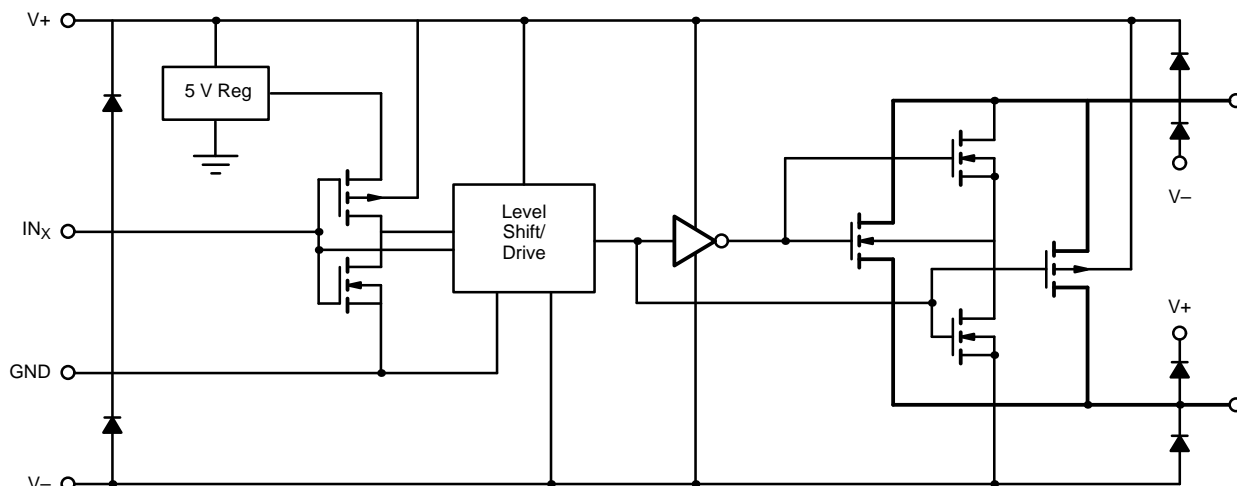 V+
5 V Reg
V–
IN_X
Level
Shift/
Drive
V+
GND
V–